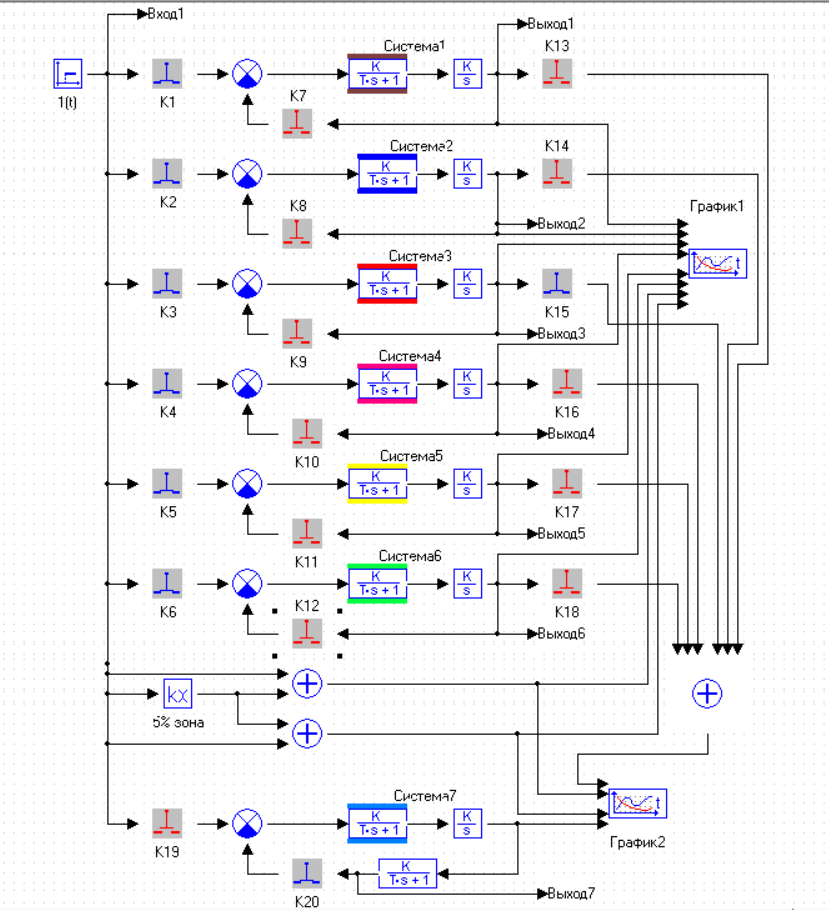 Вход1
Выход1
Система1
K13
K
T·s + 1
K
s
1(t)
K1
K7
Система2
K14
K
T·s + 1
K
s
K2
K8
График1
Выход2
t
Система3
K
T·s + 1
K
s
K3
K15
K9
Выход3
Система4
K
T·s + 1
K
s
K4
K16
K10
Выход4
Система5
K
T·s + 1
K
s
K5
K17
K11
Выход5
Система6
K
T·s + 1
K
s
K6
K12
K18
Выход6
kx
5% зона
Система7
t
K
T·s + 1
K
s
K19
График2
K
T·s + 1
K20
Выход7